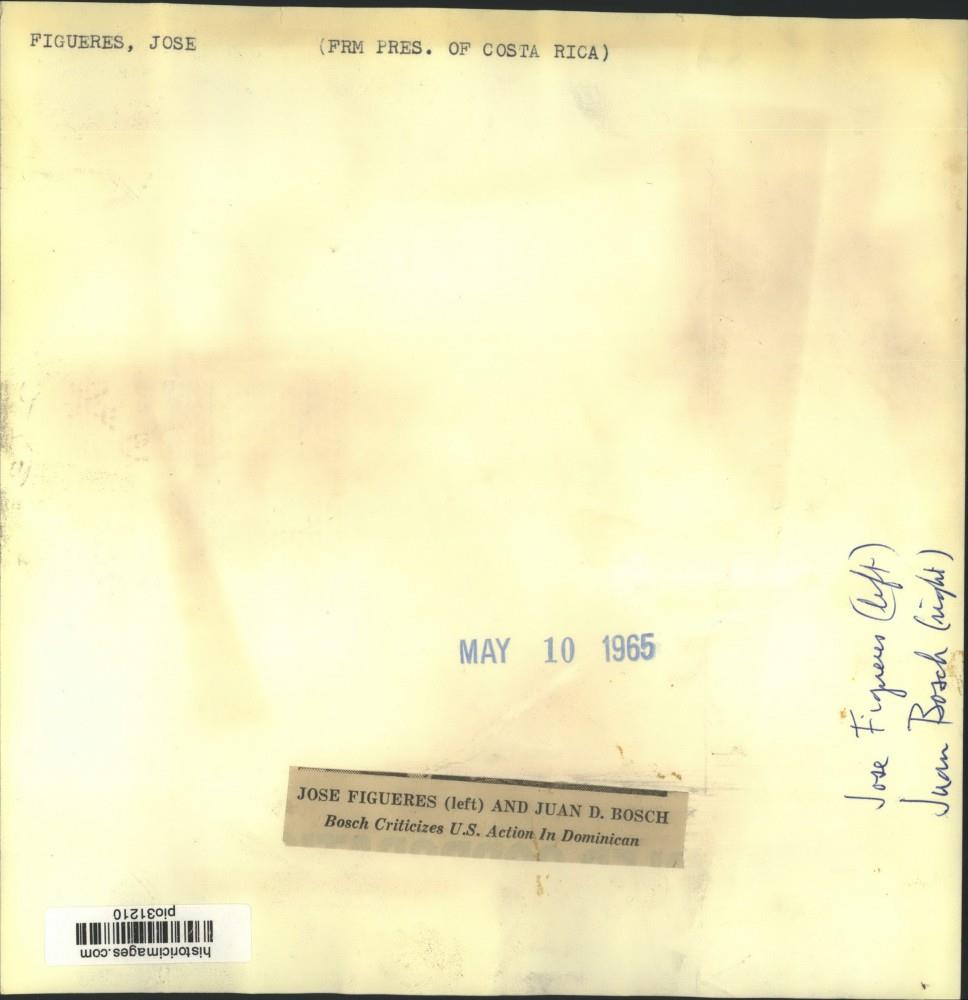 FIGUERES, JOSE (FRM PRES. OF COSTA RICA)
Jose Figueres (left)
Juan Bosch (right)
MAY 10 1965
JOSE FIGUERES (left) AND JUAN D. BOSCH
Bosch Criticizes U.S. Action In Dominican
historicimages.com
pio31210